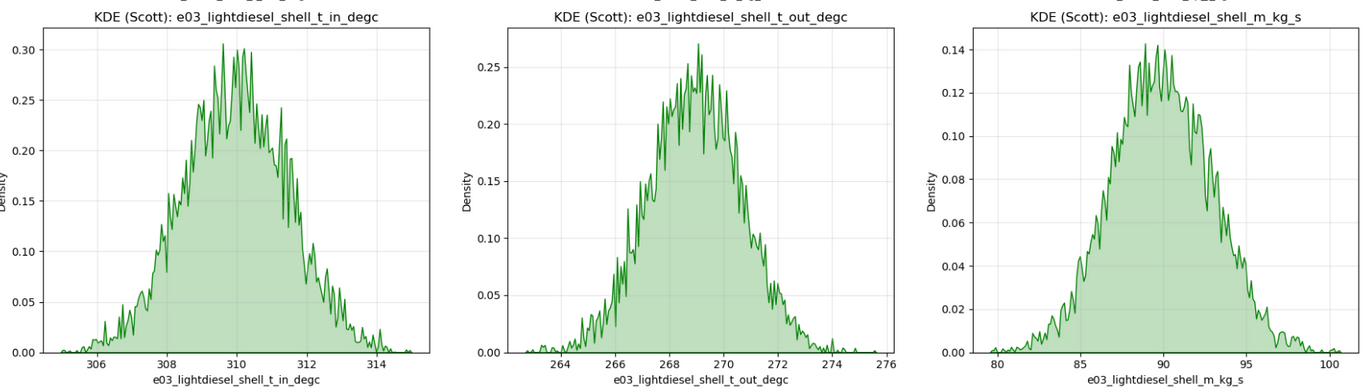 KDE (Scott): e03_lightdiesel_shell_t_in_degc
0.30
0.25
0.20
0.15
0.10
0.05
0.00
Density
306 308 310 312 314
e03_lightdiesel_shell_t_in_degc
KDE (Scott): e03_lightdiesel_shell_t_out_degc
0.25
0.20
0.15
0.10
0.05
0.00
Density
264 266 268 270 272 274 276
e03_lightdiesel_shell_t_out_degc
KDE (Scott): e03_lightdiesel_shell_m_kg_s
0.14
0.12
0.10
0.08
0.06
0.04
0.02
0.00
Density
80 85 90 95 100
e03_lightdiesel_shell_m_kg_s